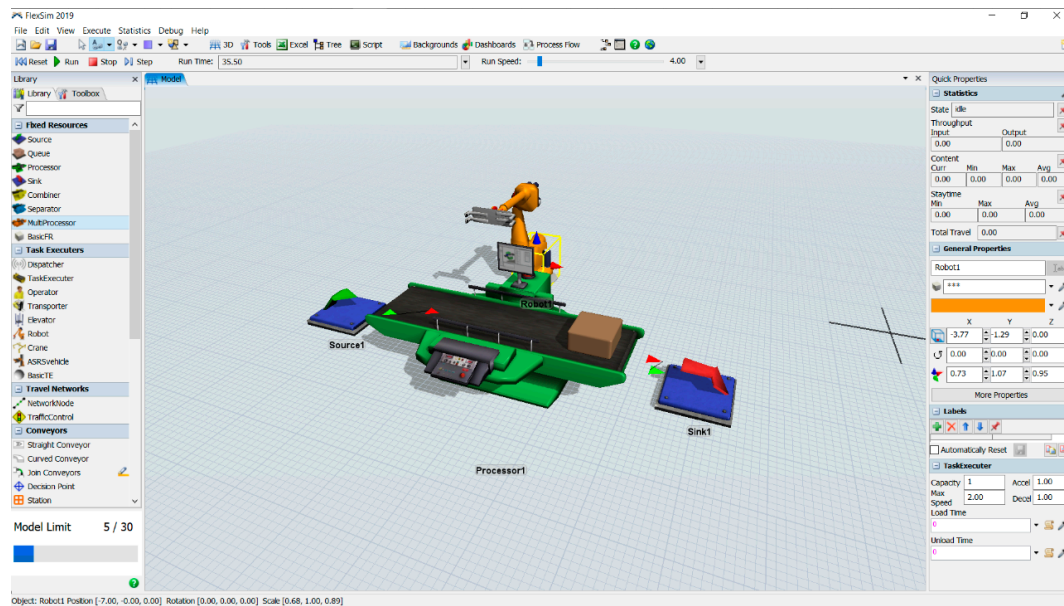 FlexSim 2019
File Edit View Execute Statistics Debug Help
3D Tools Excel Tree Script Backgrounds Dashboards Process Flow
Reset Run Stop Step Run Time: 35.50 Run Speed: 4.00
Library
Library Toolbox
Fixed Resources
Source
Queue
Processor
Sink
Combiner
Separator
MultiProcessor
BasicFR
Task Executers
Dispatcher
TaskExecuter
Operator
Transporter
Elevator
Robot
Crane
ASRSvehicle
BasicTE
Travel Networks
NetworkNode
TrafficControl
Conveyors
Straight Conveyor
Curved Conveyor
Join Conveyors
Decision Point
Station
Model Limit 5 / 30
Model
Robot1
Source1
Sink1
Processor1
Quick Properties
Statistics
State idle
Throughput
Input Output
0.00 0.00
Content
Curr Min Max Avg
0.00 0.00 0.00 0.00
Staytime
Min Max Avg
0.00 0.00 0.00
Total Travel 0.00
General Properties
Robot1
***
X Y Z
-3.77 -1.29 0.00
0.00 0.00 0.00
0.73 1.07 0.95
More Properties
Labels
Automatically Reset
TaskExecuter
Capacity 1 Accel 1.00
Max Speed 2.00 Decel 1.00
Load Time
0
Unload Time
0
Object: Robot1 Position [-7.00, -0.00, 0.00] Rotation [0.00, 0.00, 0.00] Scale [0.68, 1.00, 0.89]